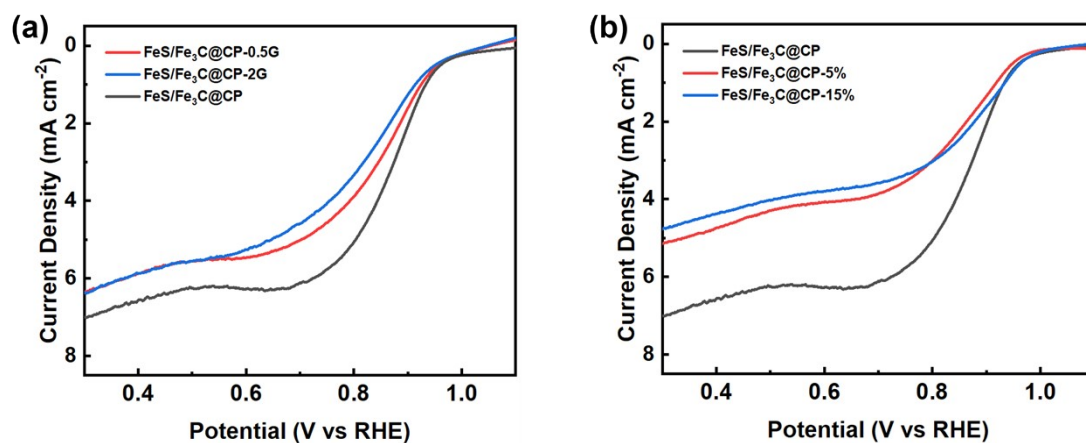 (a)
FeS/Fe₃C@CP-0.5G
FeS/Fe₃C@CP-2G
FeS/Fe₃C@CP
0
2
4
6
8
Current Density (mA cm⁻²)
0.4 0.6 0.8 1.0
Potential (V vs RHE)
(b)
FeS/Fe₃C@CP
FeS/Fe₃C@CP-5%
FeS/Fe₃C@CP-15%
0
2
4
6
8
Current Density (mA cm⁻²)
0.4 0.6 0.8 1.0
Potential (V vs RHE)